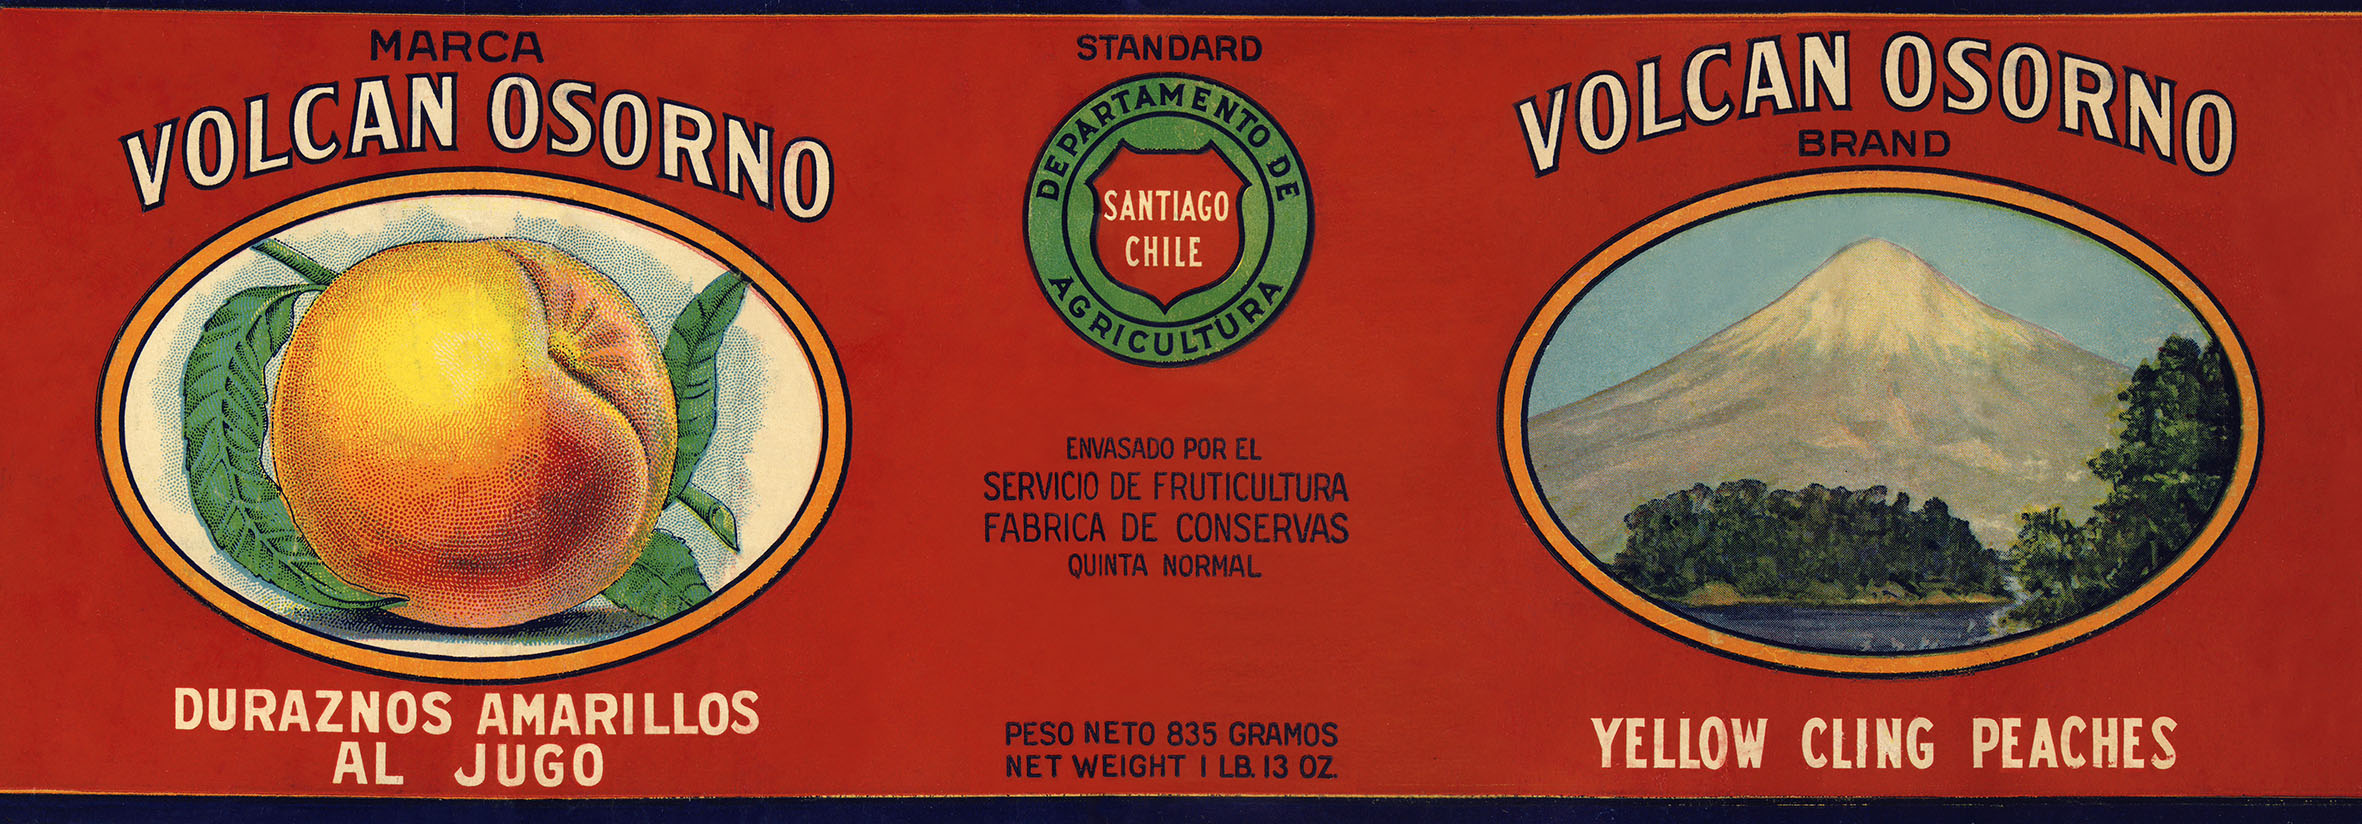 MARCA
VOLCAN OSORNO
DURAZNOS AMARILLOS
AL JUGO
STANDARD
DEPARTAMENTO DE
AGRICULTURA
SANTIAGO
CHILE
ENVASADO POR EL
SERVICIO DE FRUTICULTURA
FABRICA DE CONSERVAS
QUINTA NORMAL
PESO NETO 835 GRAMOS
NET WEIGHT 1 LB. 13 OZ.
VOLCAN OSORNO
BRAND
YELLOW CLING PEACHES